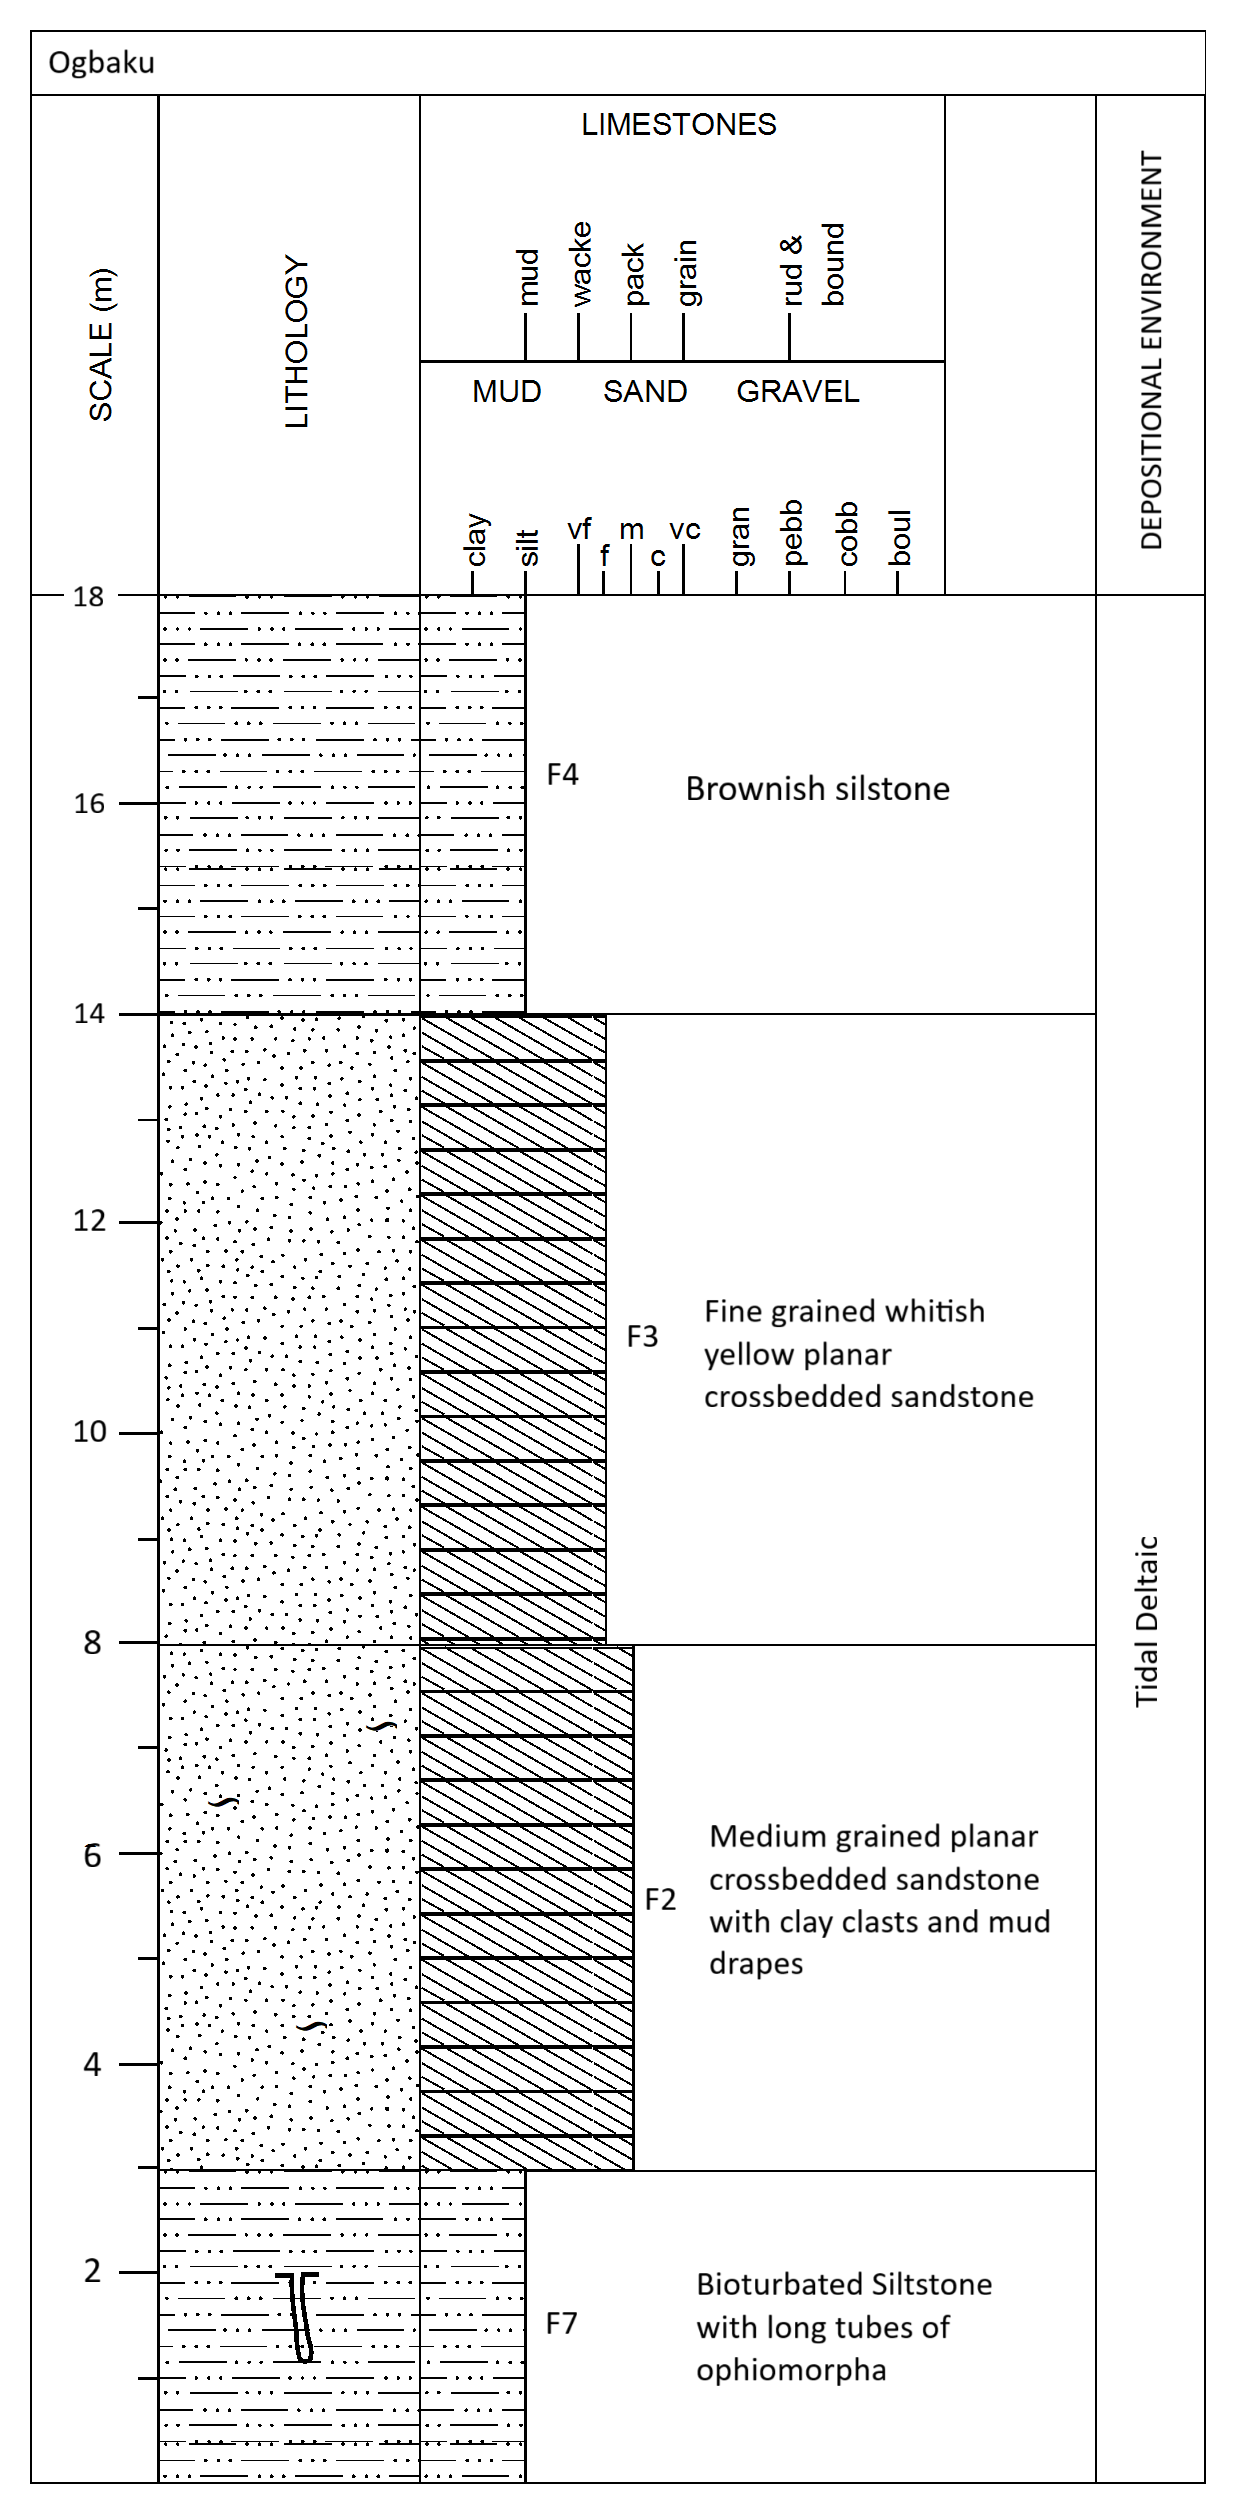 Ogbaku
SCALE (m)
LITHOLOGY
LIMESTONES
mud
wacke
pack
grain
rud &
bound
MUD
SAND
GRAVEL
clay
silt
vf
f
m
c
vc
gran
pebb
cobb
boul
DEPOSITIONAL ENVIRONMENT
18
16
F4
Brownish silstone
14
12
10
F3
Fine grained whitish
yellow planar
crossbedded sandstone
8
6
4
F2
Medium grained planar
crossbedded sandstone
with clay clasts and mud
drapes
Tidal Deltaic
2
F7
Bioturbated Siltstone
with long tubes of
ophiomorpha